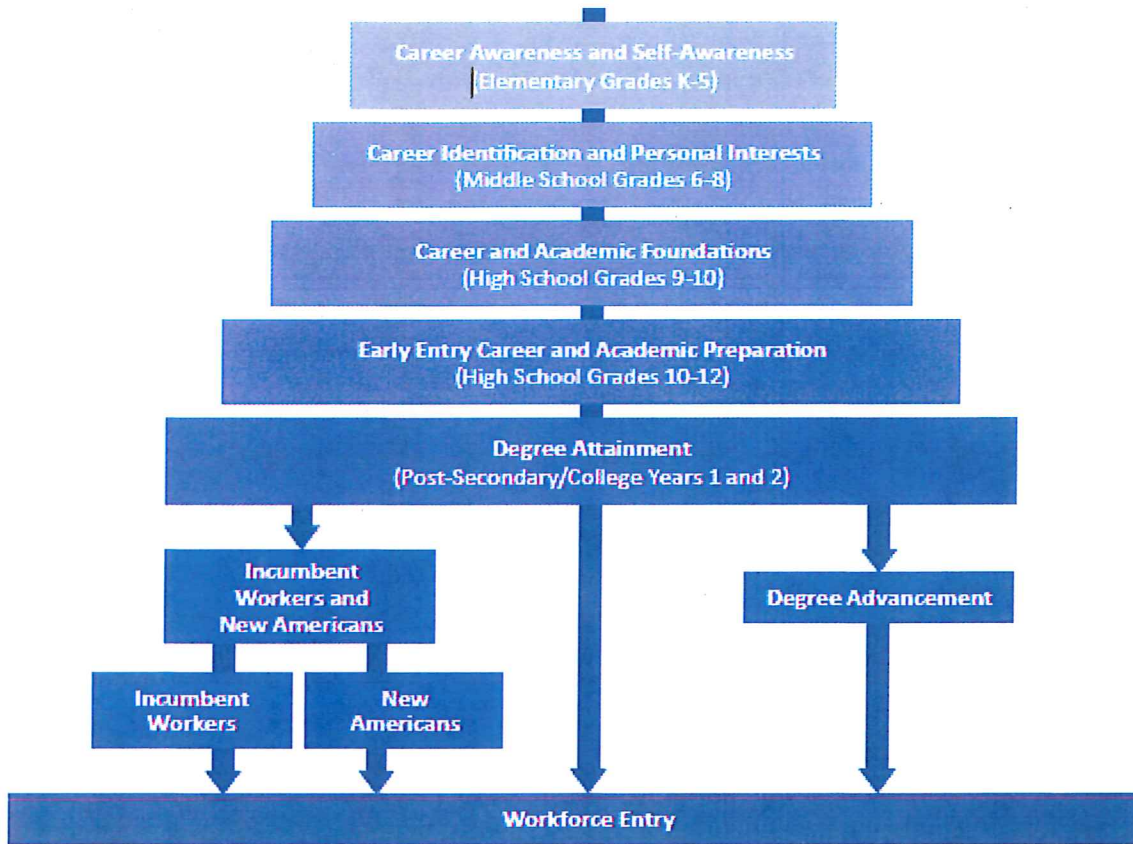 Career Awareness and Self-Awareness
(Elementary Grades K-5)
Career Identification and Personal Interests
(Middle School Grades 6-8)
Career and Academic Foundations
(High School Grades 9-10)
Early Entry Career and Academic Preparation
(High School Grades 10-12)
Degree Attainment
(Post-Secondary/College Years 1 and 2)
Incumbent
Workers and
New Americans
Degree Advancement
Incumbent
Workers
New
Americans
Workforce Entry